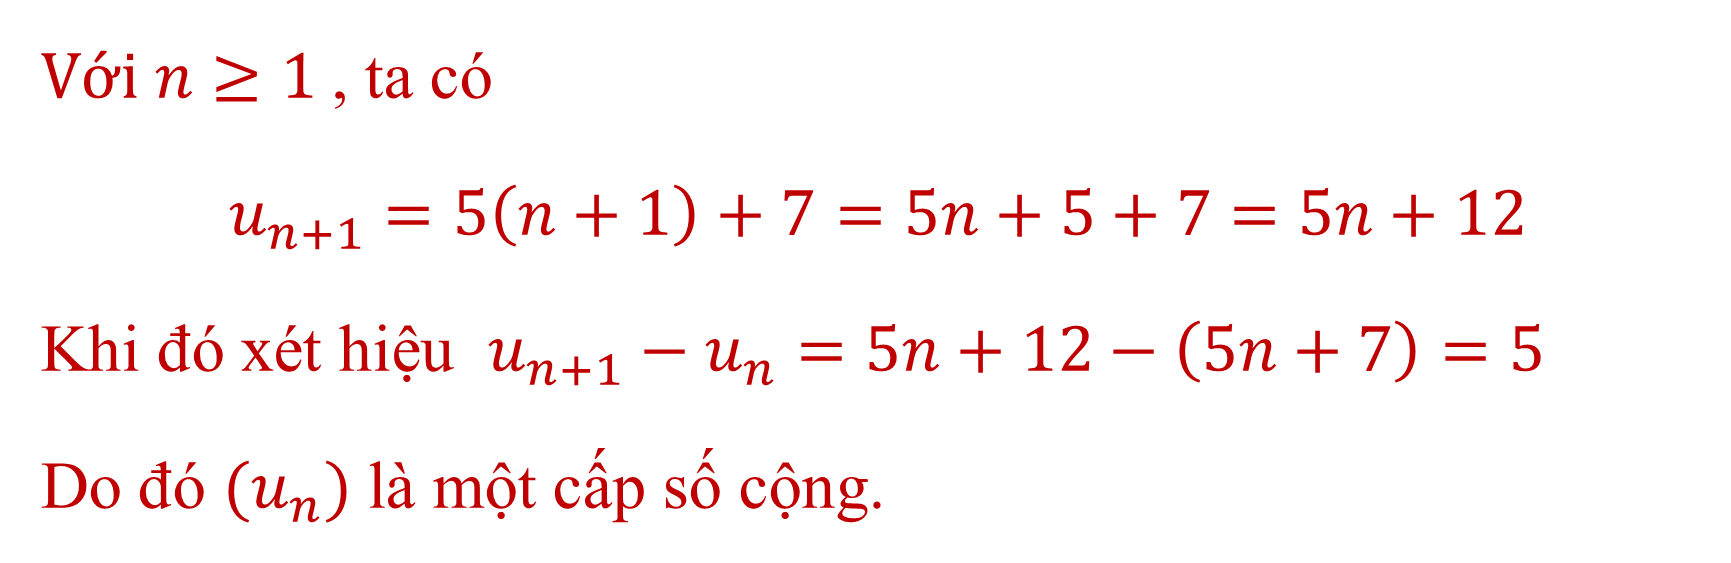 Với n ≥ 1 , ta có
u_{n+1} = 5(n + 1) + 7 = 5n + 5 + 7 = 5n + 12
Khi đó xét hiệu u_{n+1} − u_n = 5n + 12 − (5n + 7) = 5
Do đó (u_n) là một cấp số cộng.